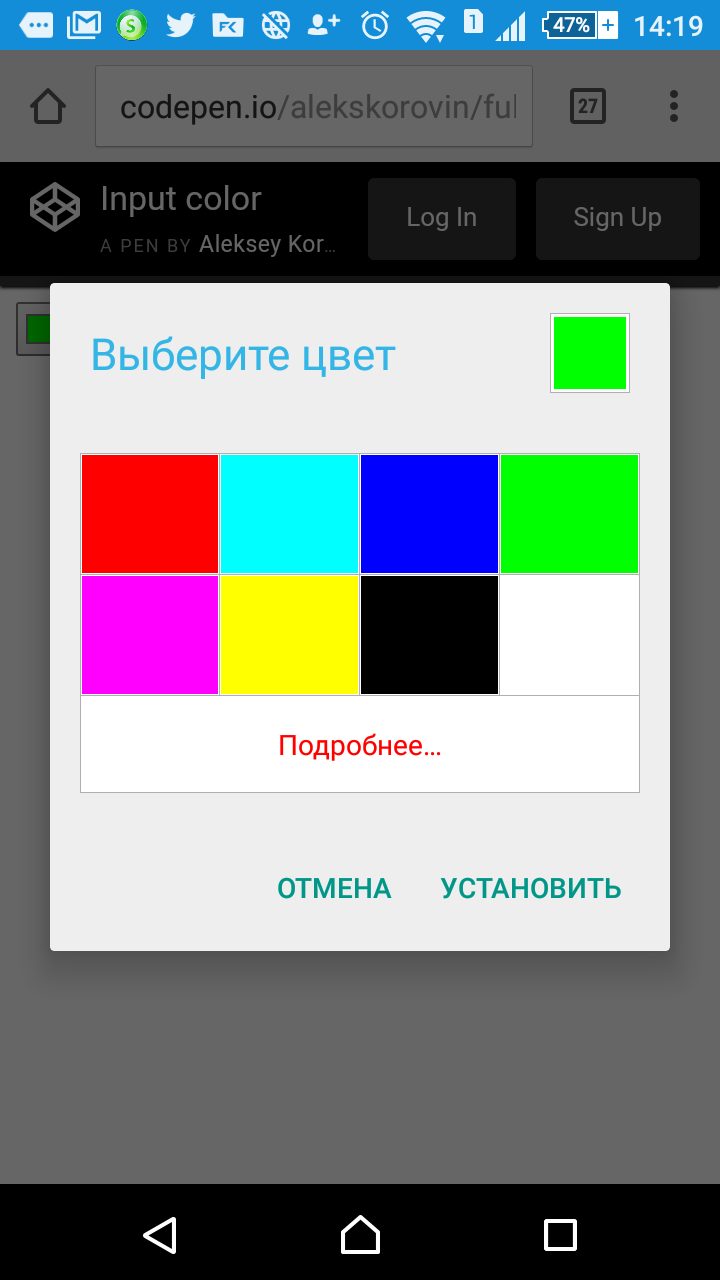 47%
1
14:19
codepen.io/alekskorovin/ful
27
Input color
A PEN BY Aleksey Kor...
Log In
Sign Up
Выберите цвет
Подробнее...
ОТМЕНА
УСТАНОВИТЬ